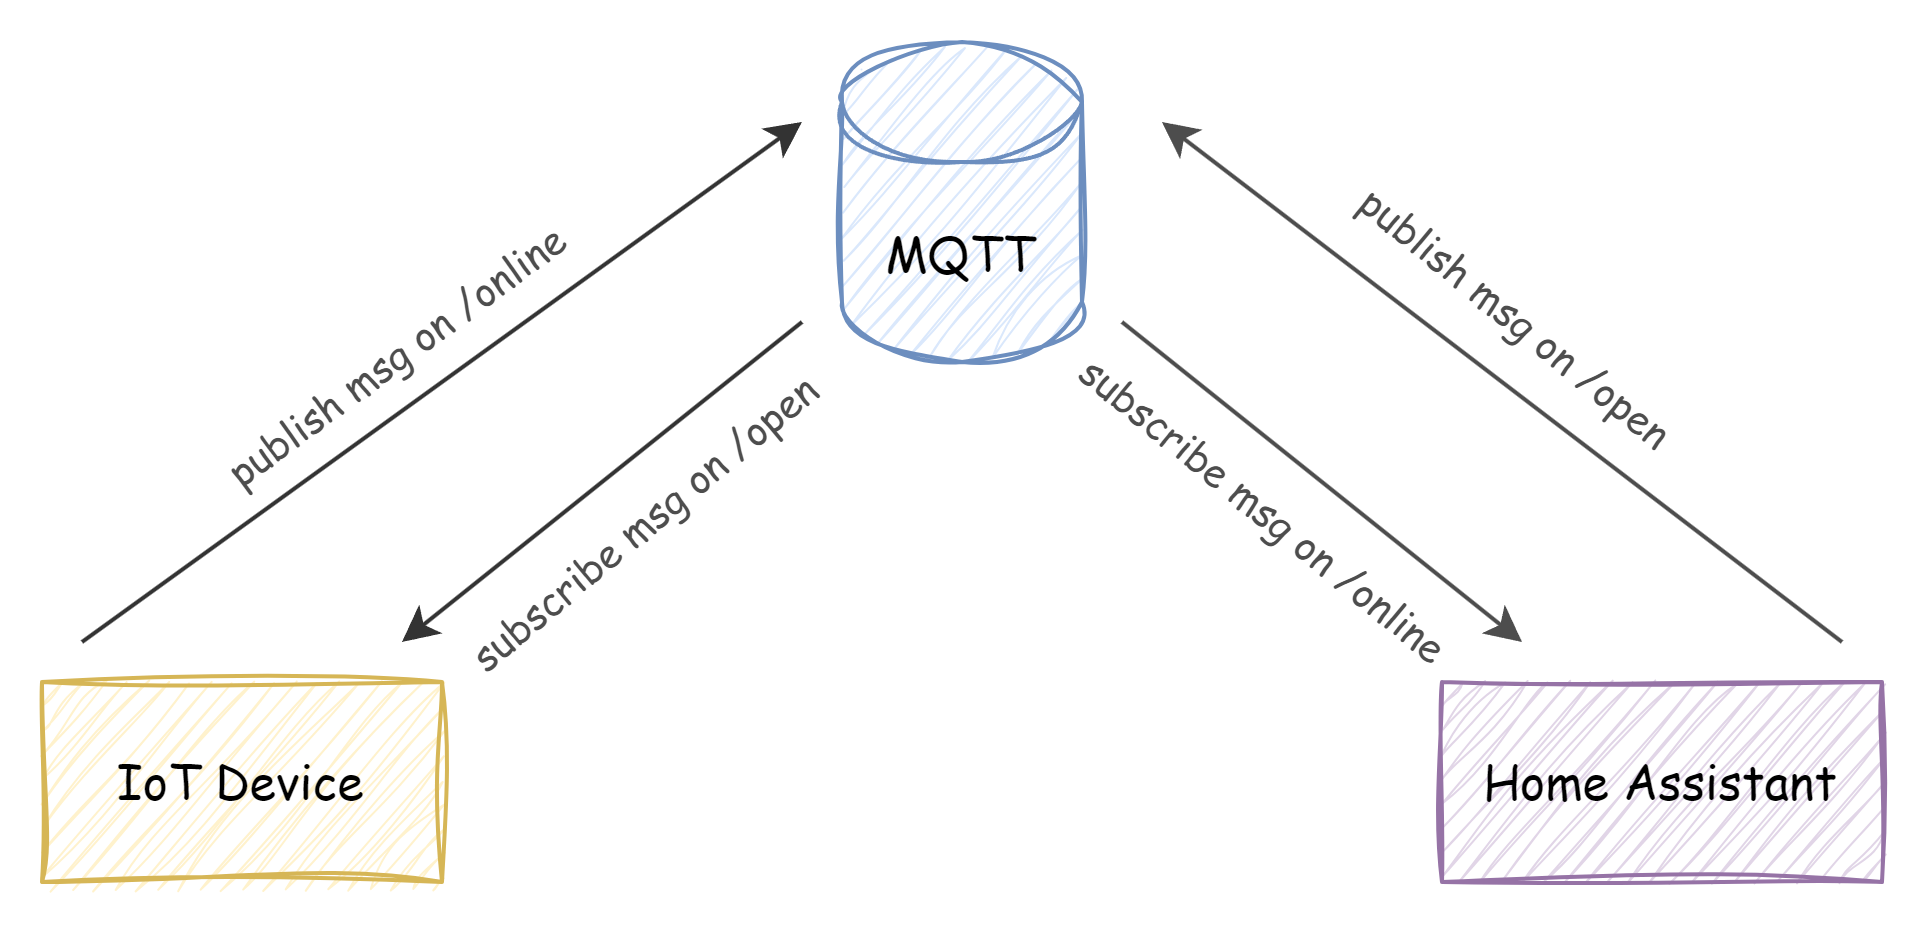 MQTT
publish msg on /online
subscribe msg on /open
subscribe msg on /online
publish msg on /open
IoT Device
Home Assistant